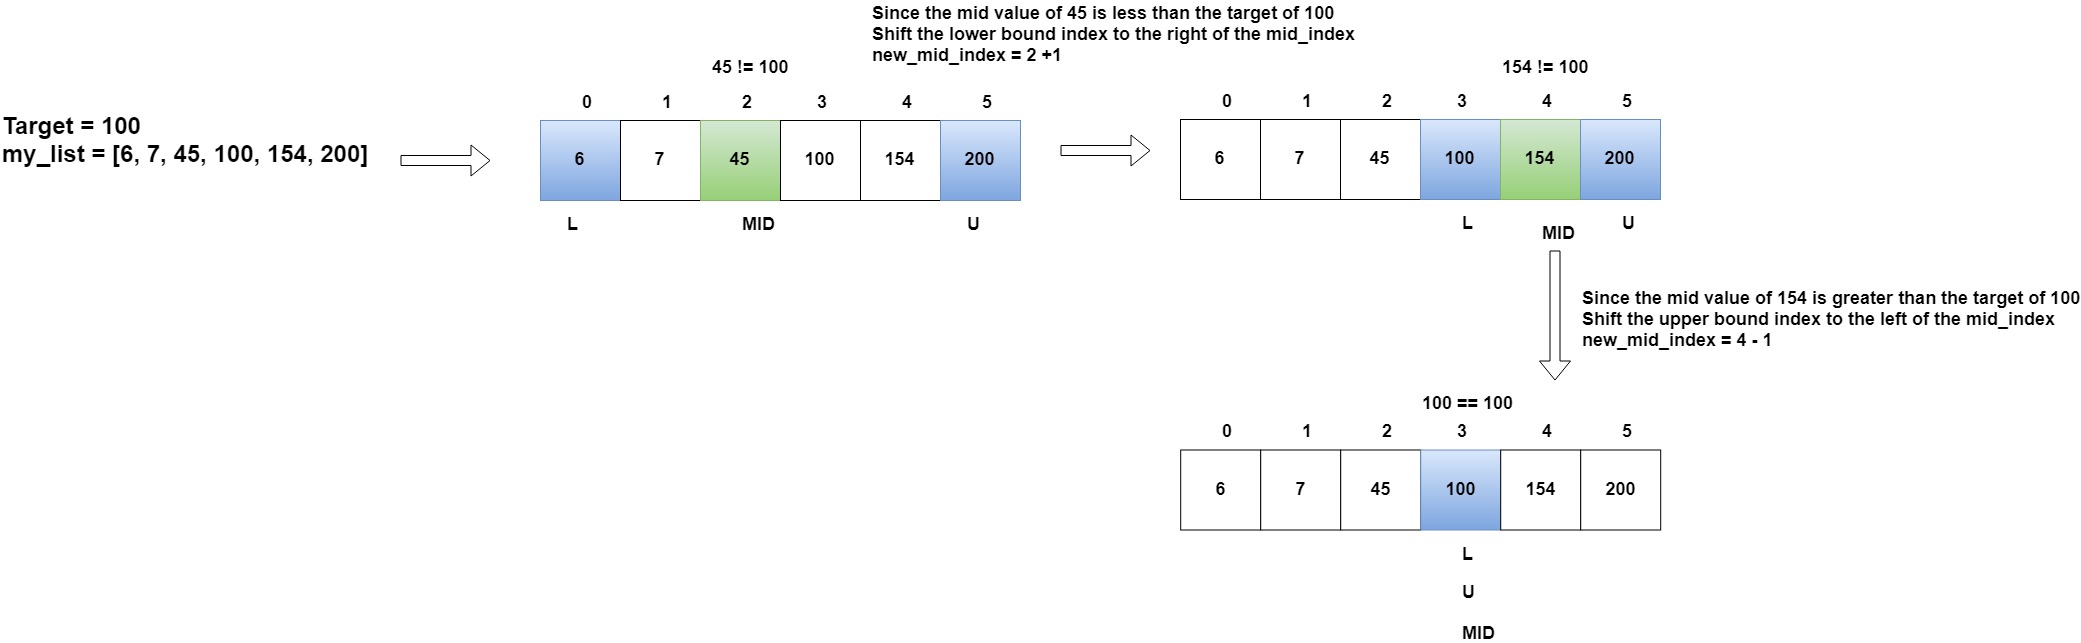 Since the mid value of 45 is less than the target of 100
Shift the lower bound index to the right of the mid_index
new_mid_index = 2 +1
Target = 100
my_list = [6, 7, 45, 100, 154, 200]
45 != 100
0 1 2 3 4 5
6 7 45 100 154 200
L MID U
154 != 100
0 1 2 3 4 5
6 7 45 100 154 200
L MID U
Since the mid value of 154 is greater than the target of 100
Shift the upper bound index to the left of the mid_index
new_mid_index = 4 - 1
100 == 100
0 1 2 3 4 5
6 7 45 100 154 200
L
U
MID